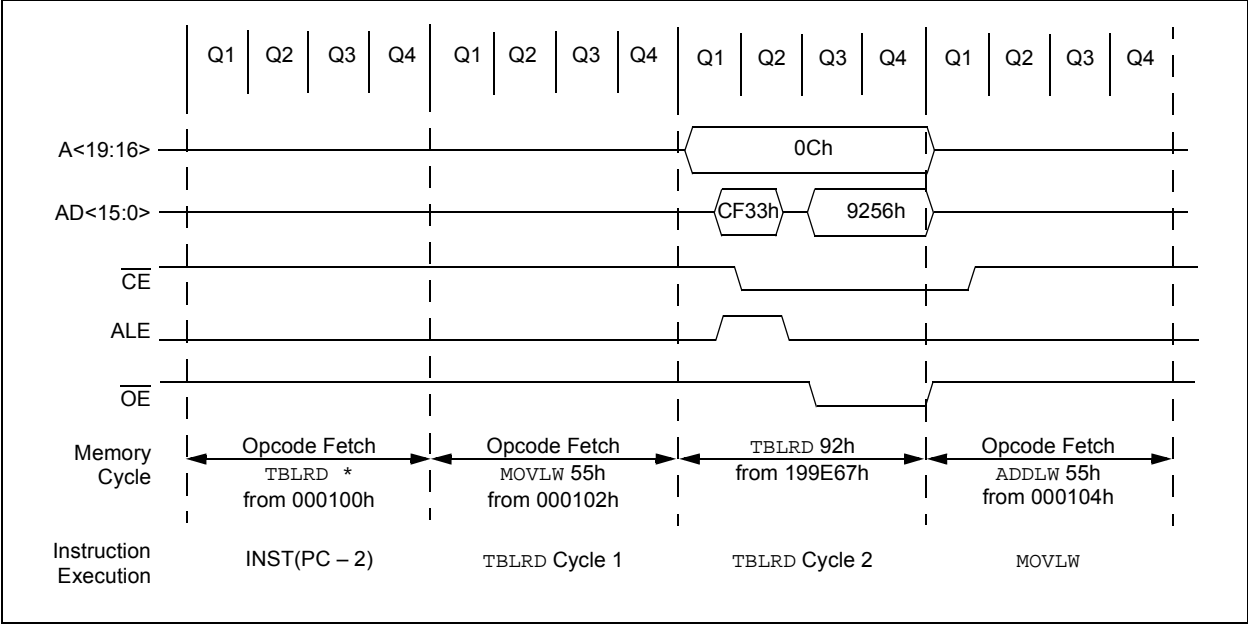 Q1 Q2 Q3 Q4 Q1 Q2 Q3 Q4 Q1 Q2 Q3 Q4 Q1 Q2 Q3 Q4
A<19:16> 0Ch
AD<15:0> CF33h 9256h
CE
ALE
OE
Memory
Cycle
Opcode Fetch
TBLRD *
from 000100h
Opcode Fetch
MOVLW 55h
from 000102h
TBLRD 92h
from 199E67h
Opcode Fetch
ADDLW 55h
from 000104h
Instruction
Execution
INST(PC – 2) TBLRD Cycle 1 TBLRD Cycle 2 MOVLW